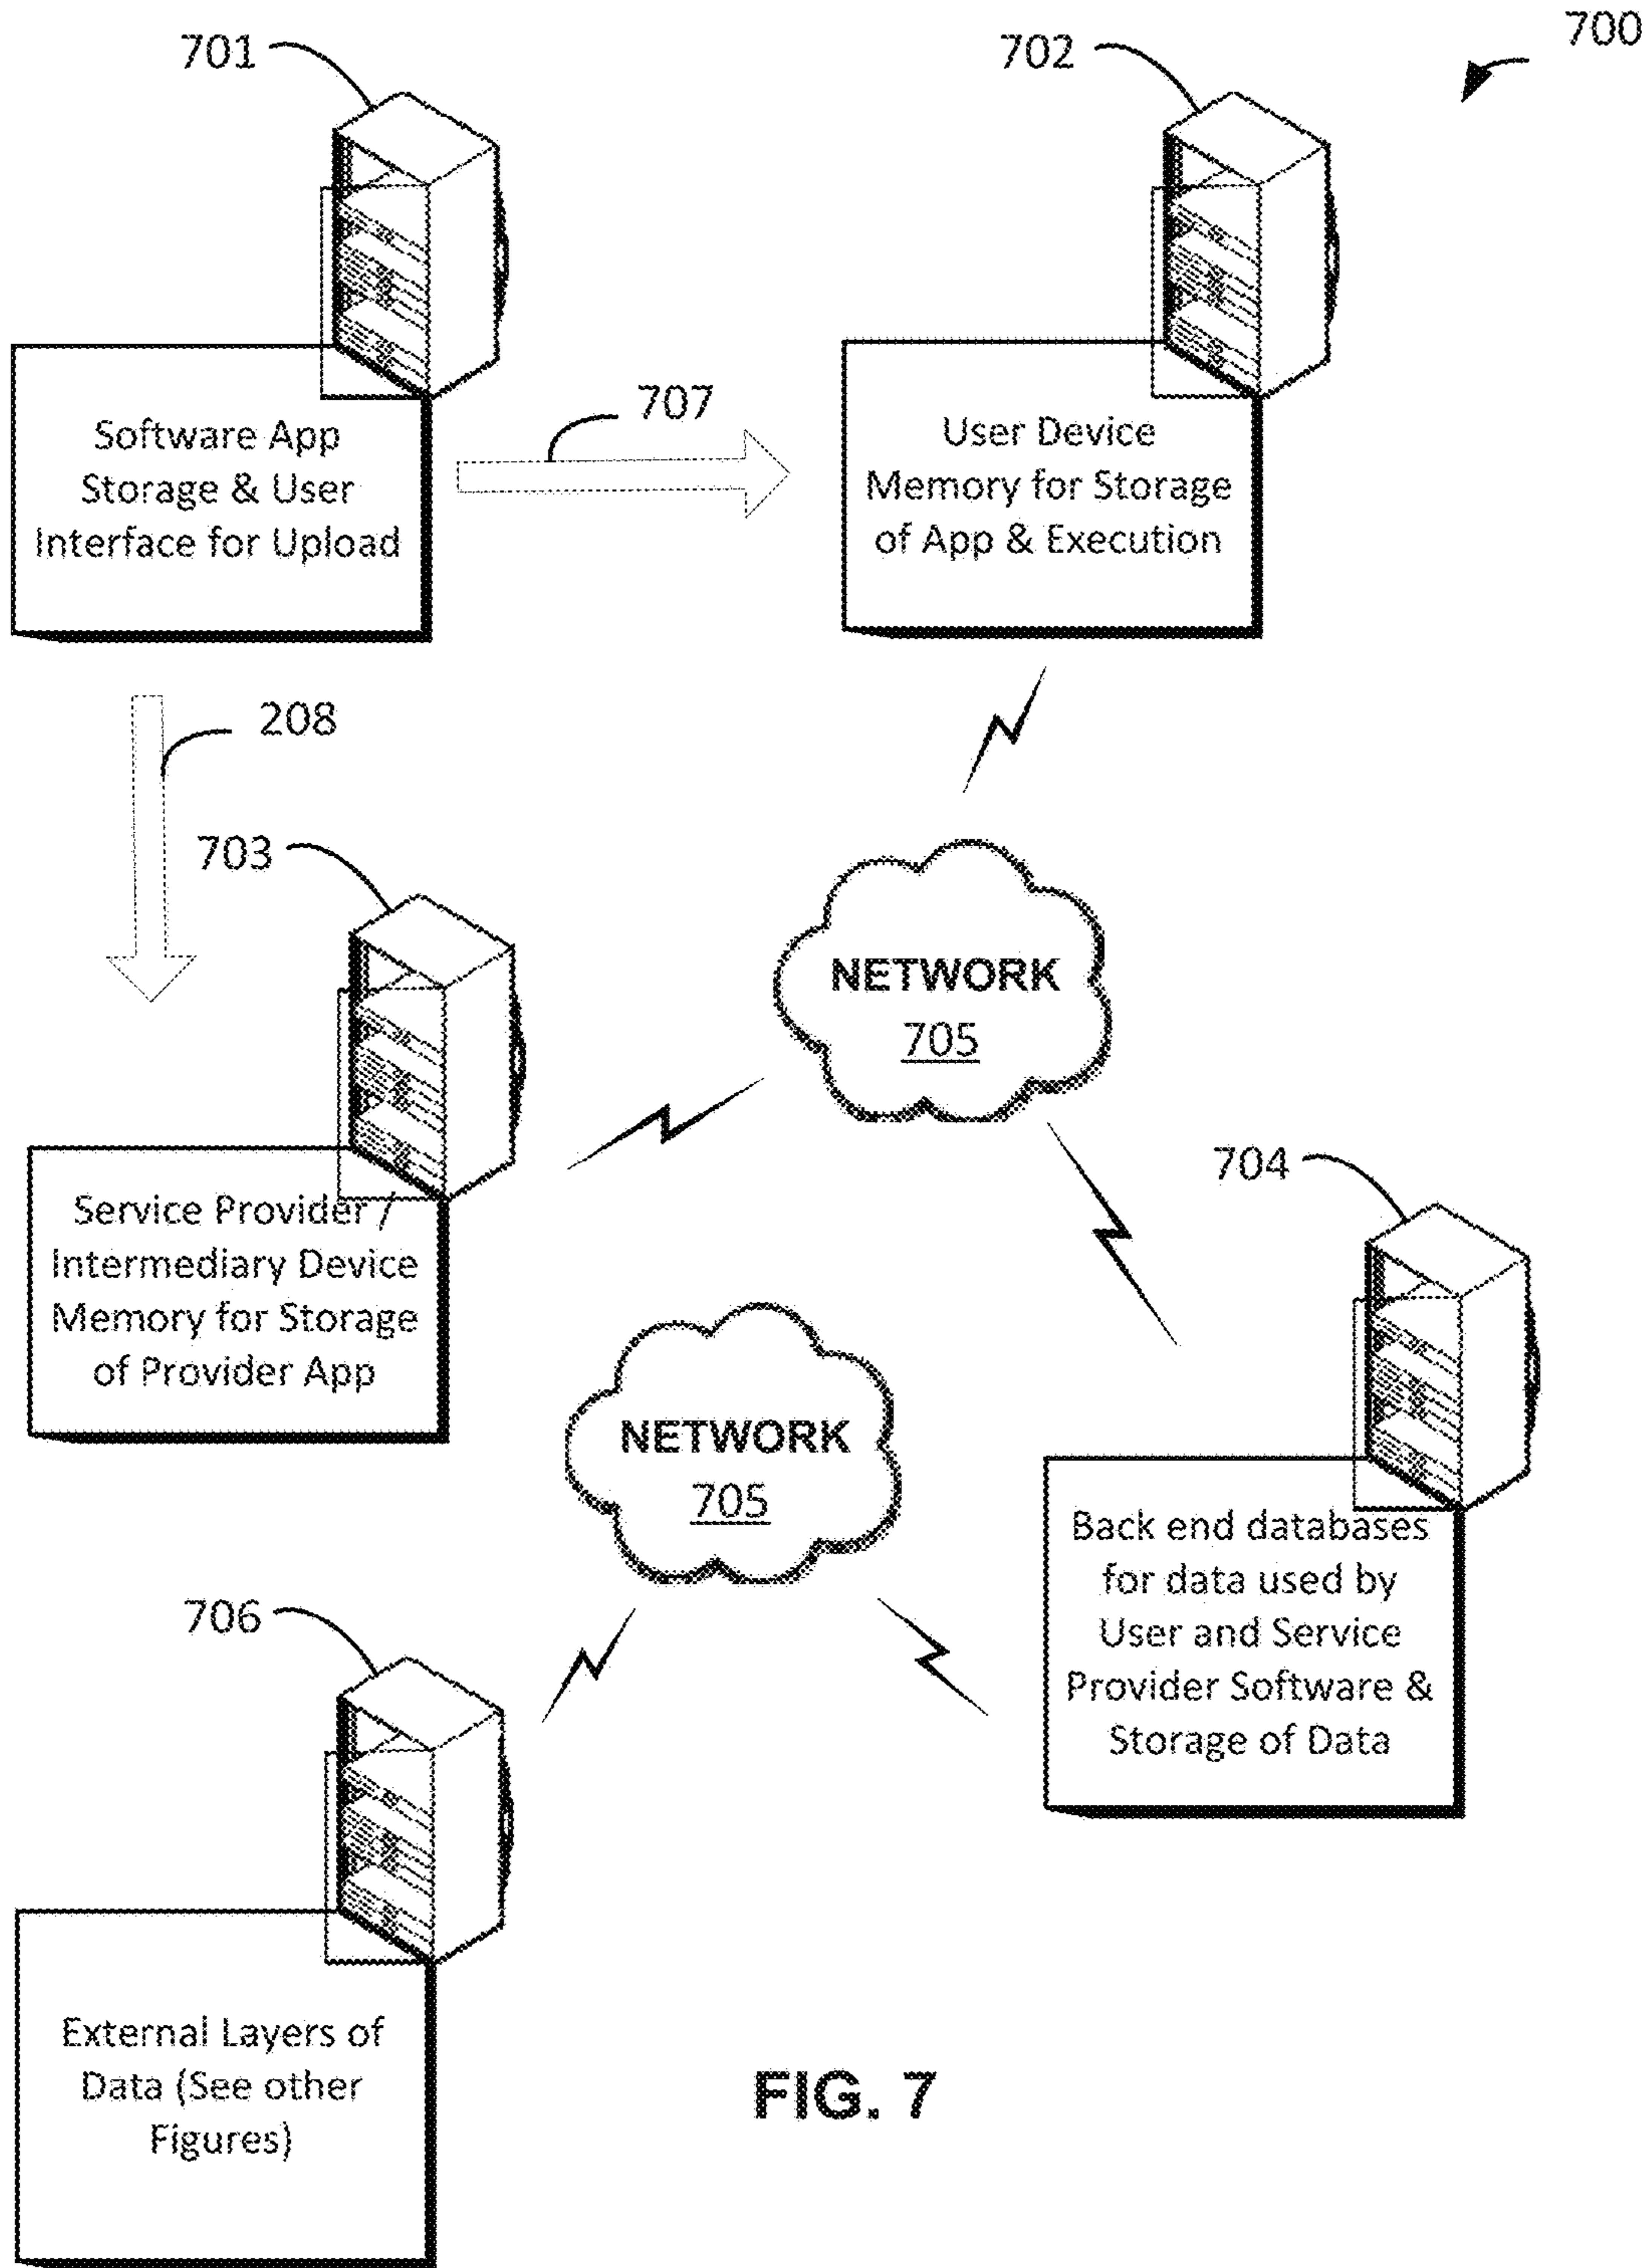 700
701
702
Software App
Storage & User
Interface for Upload
707
User Device
Memory for Storage
of App & Execution
208
703
NETWORK
705
Service Provider /
Intermediary Device
Memory for Storage
of Provider App
704
NETWORK
705
Back end databases
for data used by
User and Service
Provider Software &
Storage of Data
706
External Layers of
Data (See other
Figures)
FIG. 7